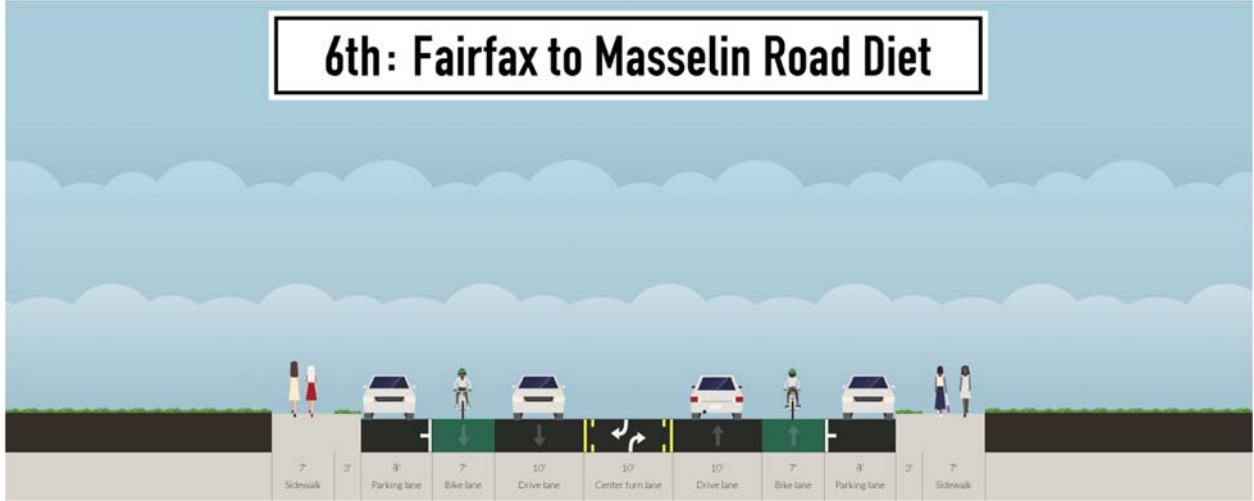 6th: Fairfax to Masselin Road Diet
7' 3' 8' 7' 10' 10' 10' 7' 8' 3' 7'
Sidewalk Parking lane Bike lane Drive lane Center turn lane Drive lane Bike lane Parking lane Sidewalk